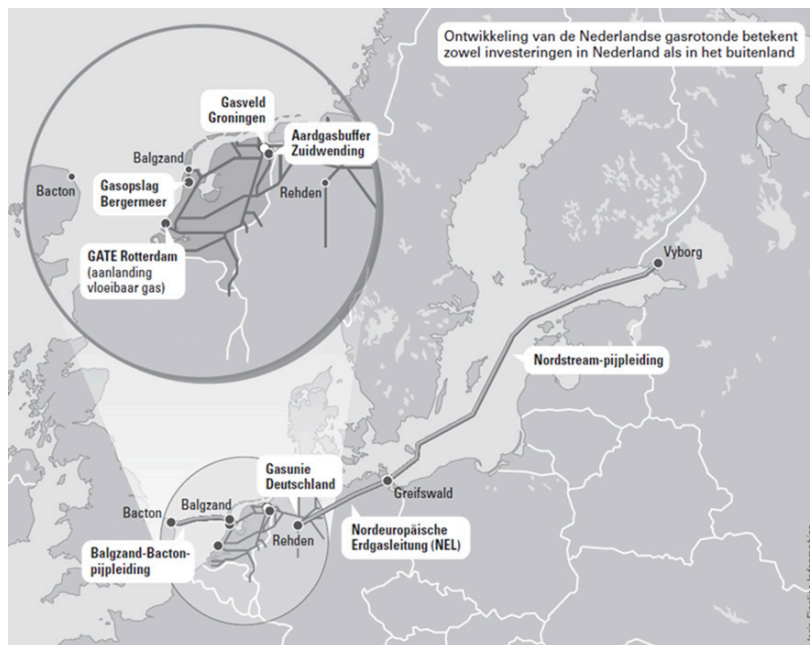 Ontwikkeling van de Nederlandse gasrotonde betekent
zowel investeringen in Nederland als in het buitenland
Gasveld
Groningen
Aardgasbuffer
Zuidwending
Balgzand
Bacton
Gasopslag
Bergermeer
Rehden
GATE Rotterdam
(aanlanding
vloeibaar gas)
Vyborg
Nordstream-pijpleiding
Gasunie
Deutschland
Greifswald
Bacton
Balgzand
Rehden
Nordeuropäische
Erdgasleitung (NEL)
Balgzand-Bacton-
pijpleiding